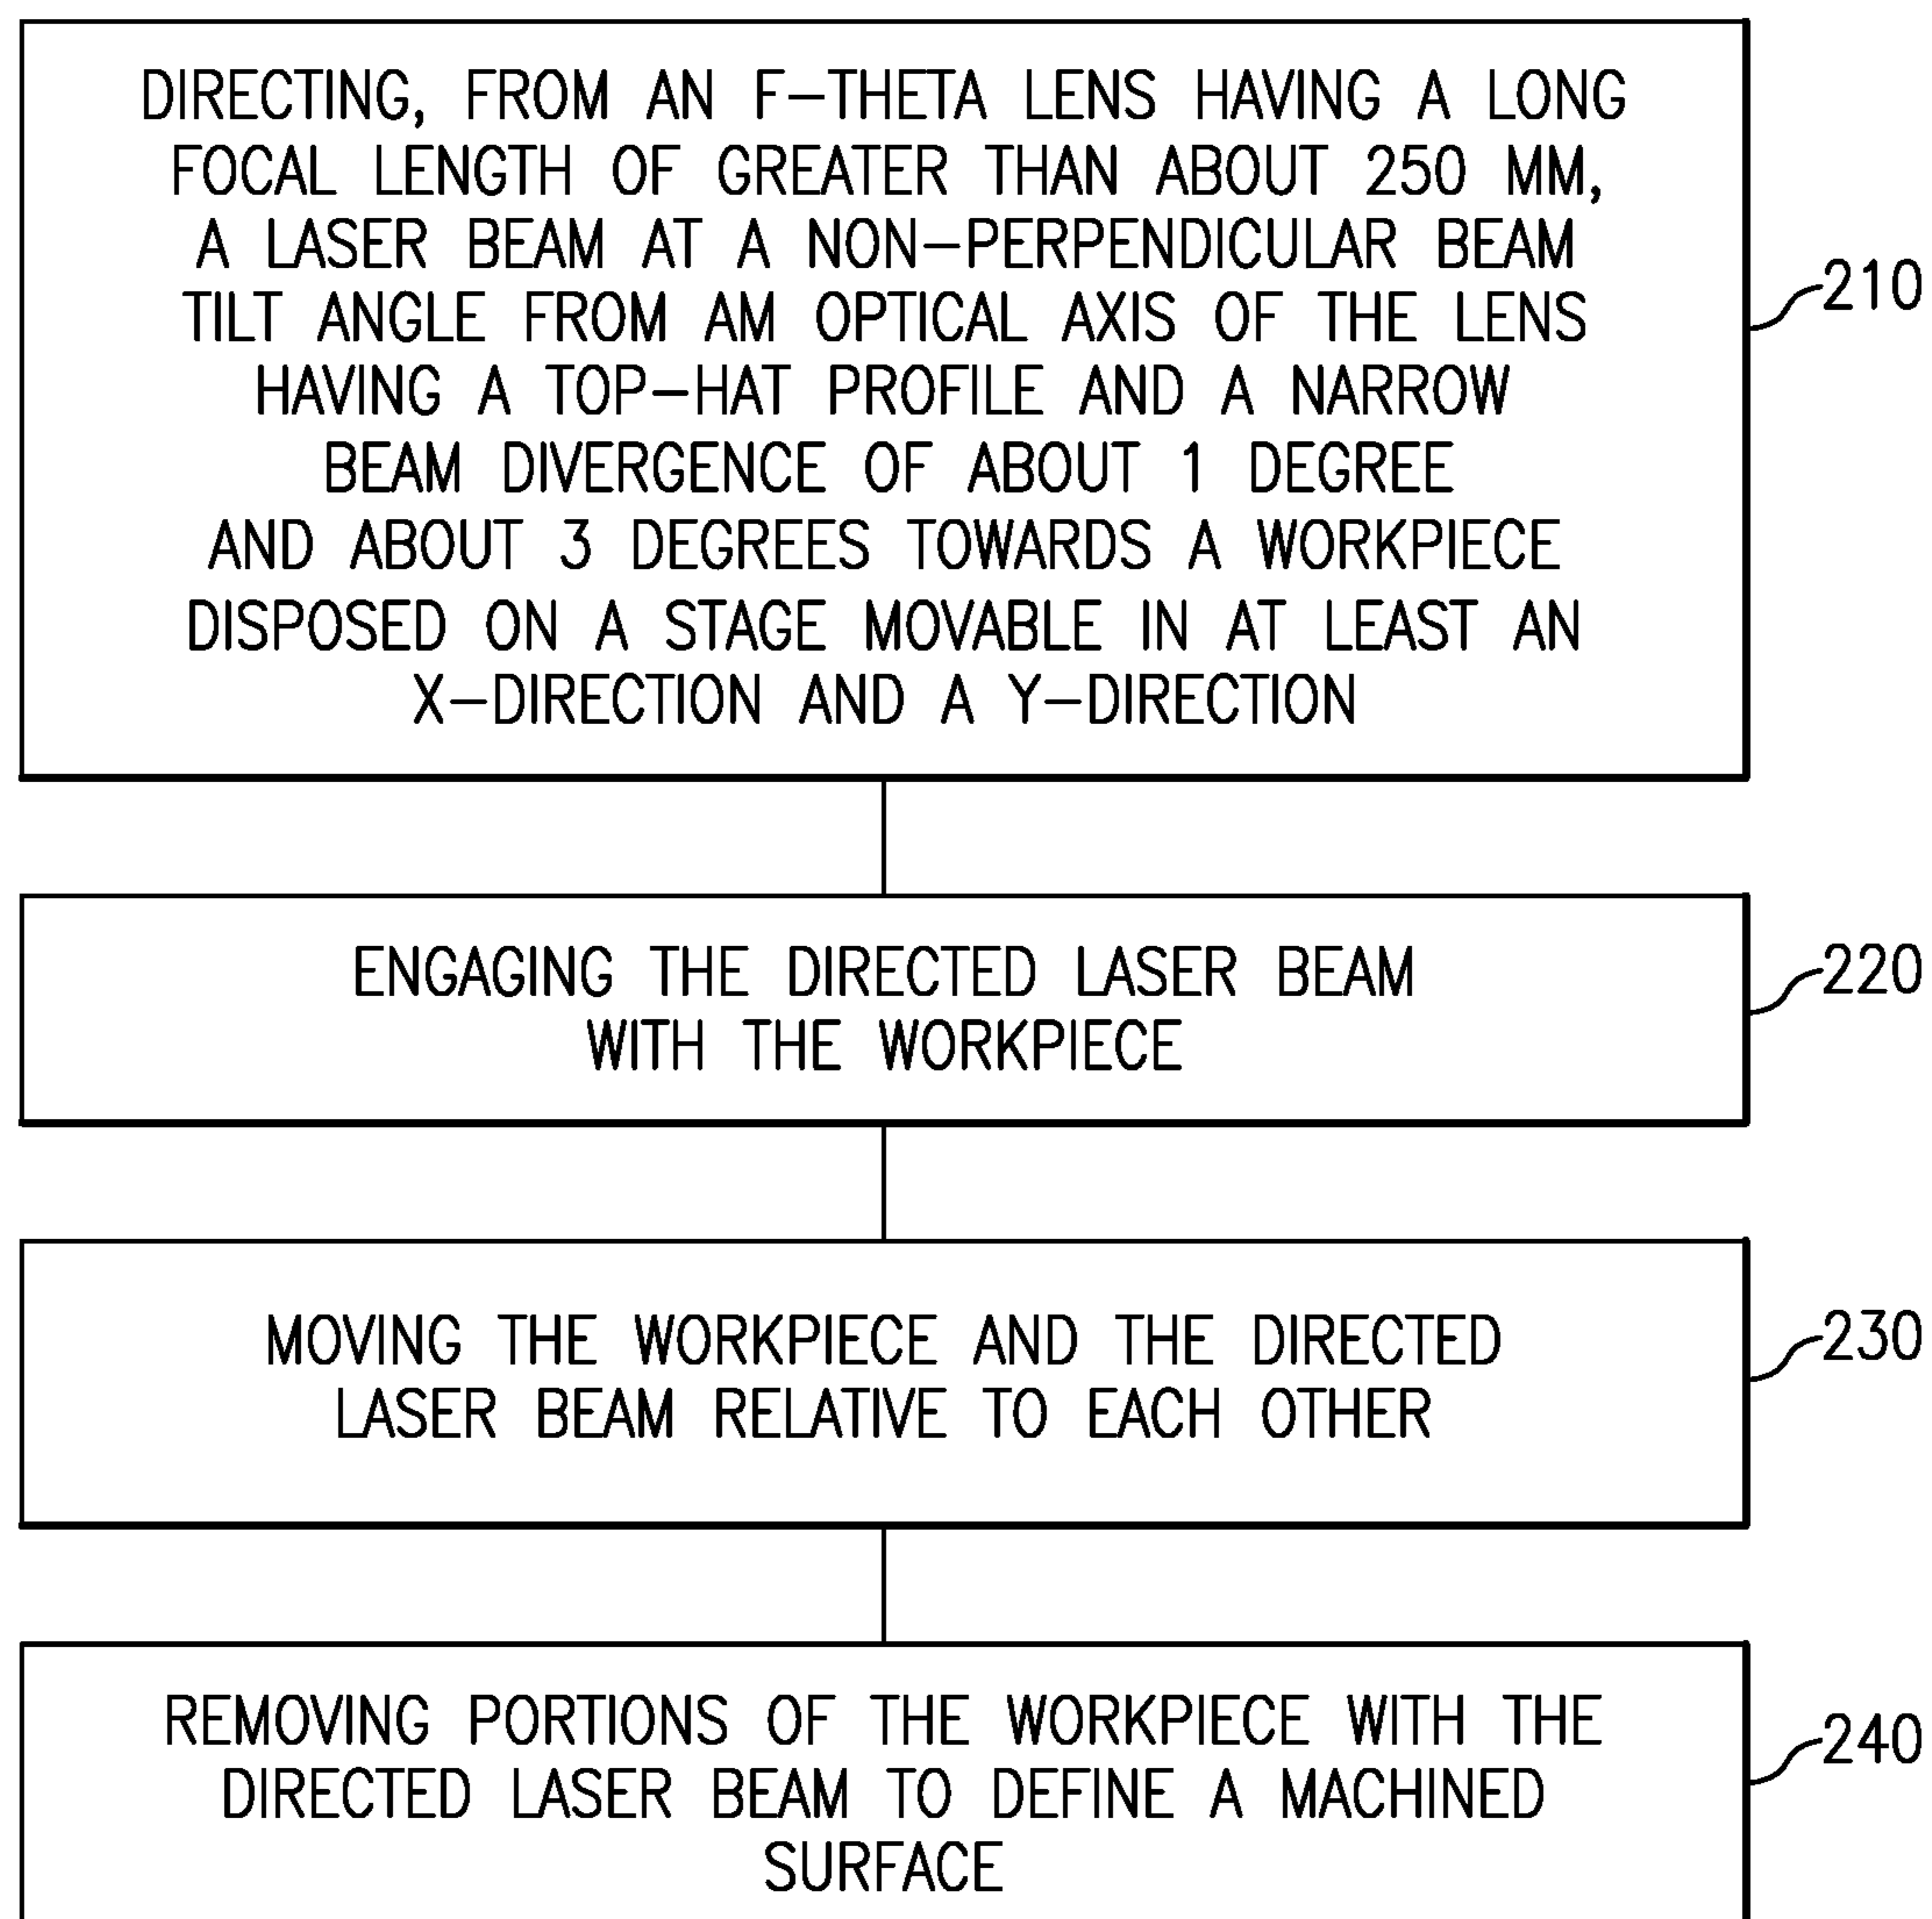 DIRECTING, FROM AN F–THETA LENS HAVING A LONG
FOCAL LENGTH OF GREATER THAN ABOUT 250 MM,
A LASER BEAM AT A NON–PERPENDICULAR BEAM
TILT ANGLE FROM AM OPTICAL AXIS OF THE LENS
HAVING A TOP–HAT PROFILE AND A NARROW
BEAM DIVERGENCE OF ABOUT 1 DEGREE
AND ABOUT 3 DEGREES TOWARDS A WORKPIECE
DISPOSED ON A STAGE MOVABLE IN AT LEAST AN
X–DIRECTION AND A Y–DIRECTION
210
ENGAGING THE DIRECTED LASER BEAM
WITH THE WORKPIECE
220
MOVING THE WORKPIECE AND THE DIRECTED
LASER BEAM RELATIVE TO EACH OTHER
230
REMOVING PORTIONS OF THE WORKPIECE WITH THE
DIRECTED LASER BEAM TO DEFINE A MACHINED
SURFACE
240